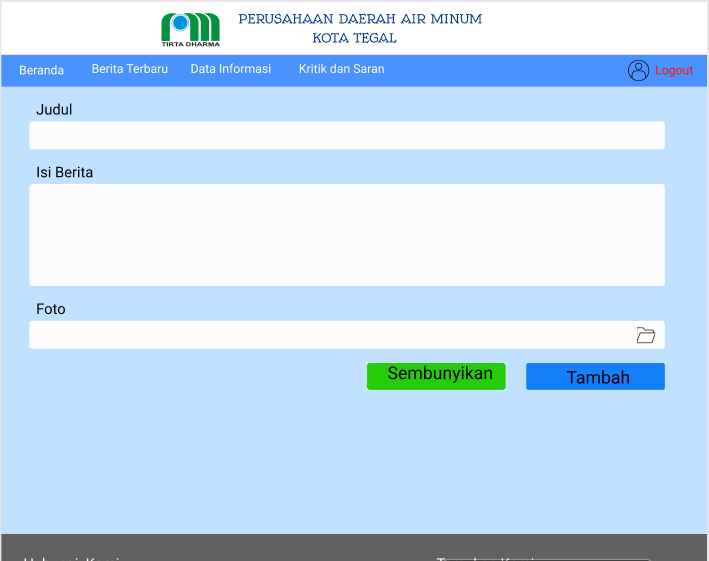 TIRTA DHARMA
PERUSAHAAN DAERAH AIR MINUM
KOTA TEGAL
Beranda Berita Terbaru Data Informasi Kritik dan Saran Logout
Judul
Isi Berita
Foto
Sembunyikan Tambah